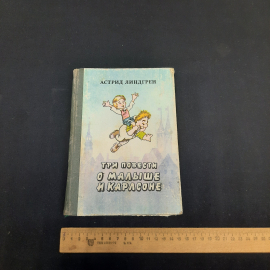 АСТРИД ЛИНДГРЕН
ТРИ ПОВЕСТИ
О МАЛЫШЕ
И КАРЛСОНЕ